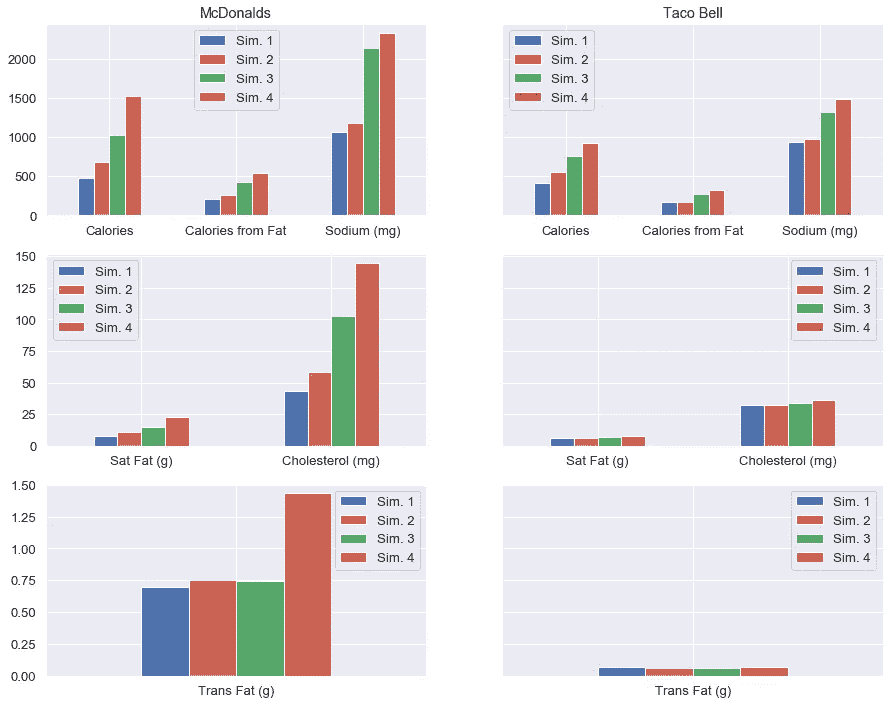 McDonalds
Taco Bell
Sim. 1
Sim. 2
Sim. 3
Sim. 4
2000
1500
1000
500
0
Calories
Calories from Fat
Sodium (mg)
Sim. 1
Sim. 2
Sim. 3
Sim. 4
Calories
Calories from Fat
Sodium (mg)
Sim. 1
Sim. 2
Sim. 3
Sim. 4
150
125
100
75
50
25
0
Sat Fat (g)
Cholesterol (mg)
Sim. 1
Sim. 2
Sim. 3
Sim. 4
Sat Fat (g)
Cholesterol (mg)
Sim. 1
Sim. 2
Sim. 3
Sim. 4
1.50
1.25
1.00
0.75
0.50
0.25
0.00
Trans Fat (g)
Sim. 1
Sim. 2
Sim. 3
Sim. 4
Trans Fat (g)